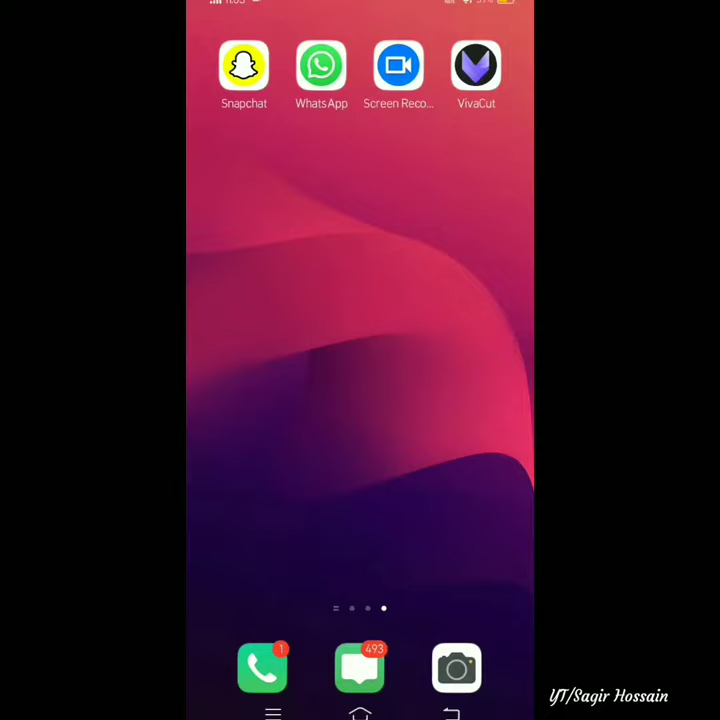 Snapchat
WhatsApp
Screen Reco...
VivaCut
1
493
YT/Sagir Hossain